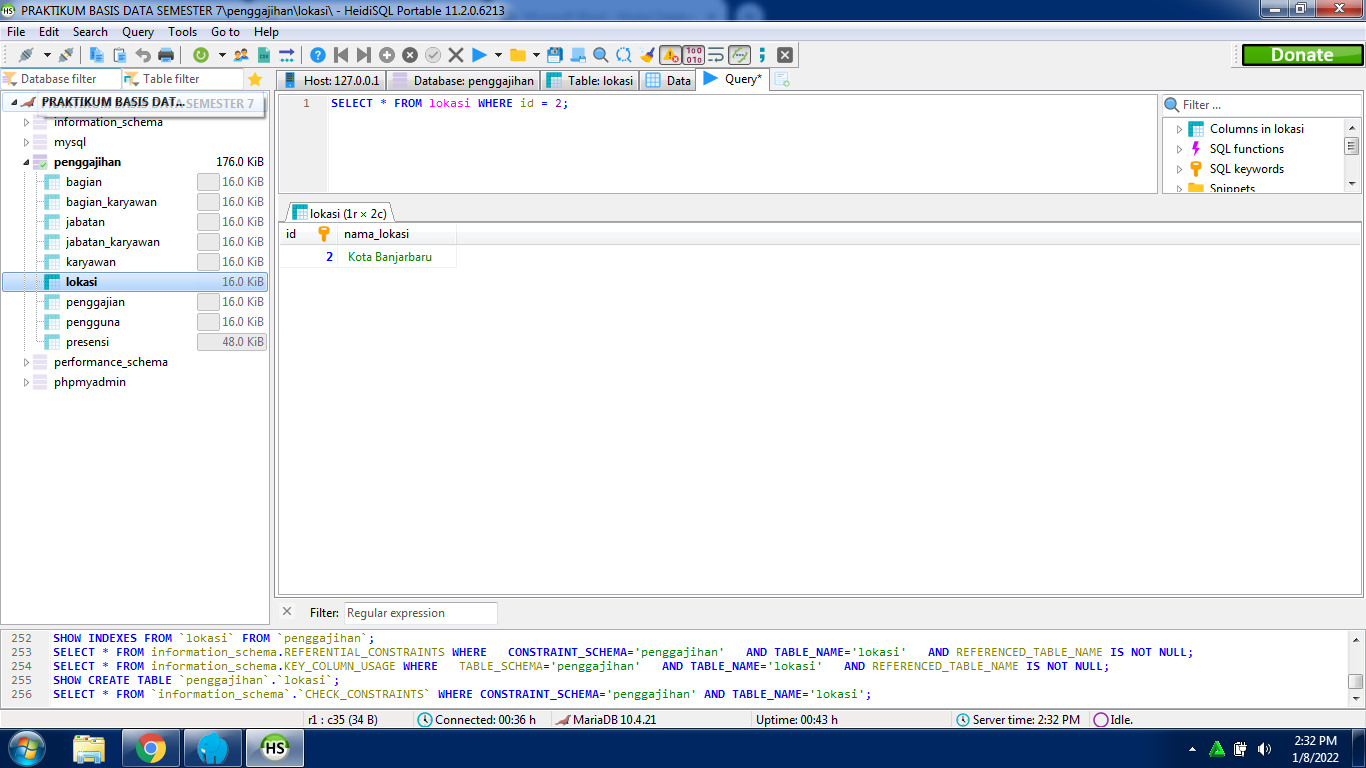 PRAKTIKUM BASIS DATA SEMESTER 7\penggajihan\lokasi\ - HeidiSQL Portable 11.2.0.6213
File Edit Search Query Tools Go to Help
Donate
Database filter Table filter
Host: 127.0.0.1 Database: penggajihan Table: lokasi Data Query*
PRAKTIKUM BASIS DAT... SEMESTER 7
information_schema
mysql
penggajihan 176.0 KiB
bagian 16.0 KiB
bagian_karyawan 16.0 KiB
jabatan 16.0 KiB
jabatan_karyawan 16.0 KiB
karyawan 16.0 KiB
lokasi 16.0 KiB
penggajian 16.0 KiB
pengguna 16.0 KiB
presensi 48.0 KiB
performance_schema
phpmyadmin
1 SELECT * FROM lokasi WHERE id = 2;
Filter ...
Columns in lokasi
SQL functions
SQL keywords
Snippets
lokasi (1r × 2c)
id nama_lokasi
2 Kota Banjarbaru
Filter: Regular expression
252 SHOW INDEXES FROM `lokasi` FROM `penggajihan`;
253 SELECT * FROM information_schema.REFERENTIAL_CONSTRAINTS WHERE CONSTRAINT_SCHEMA='penggajihan' AND TABLE_NAME='lokasi' AND REFERENCED_TABLE_NAME IS NOT NULL;
254 SELECT * FROM information_schema.KEY_COLUMN_USAGE WHERE TABLE_SCHEMA='penggajihan' AND TABLE_NAME='lokasi' AND REFERENCED_TABLE_NAME IS NOT NULL;
255 SHOW CREATE TABLE `penggajihan`.`lokasi`;
256 SELECT * FROM `information_schema`.`CHECK_CONSTRAINTS` WHERE CONSTRAINT_SCHEMA='penggajihan' AND TABLE_NAME='lokasi';
r1 : c35 (34 B) Connected: 00:36 h MariaDB 10.4.21 Uptime: 00:43 h Server time: 2:32 PM Idle.
HS
2:32 PM
1/8/2022